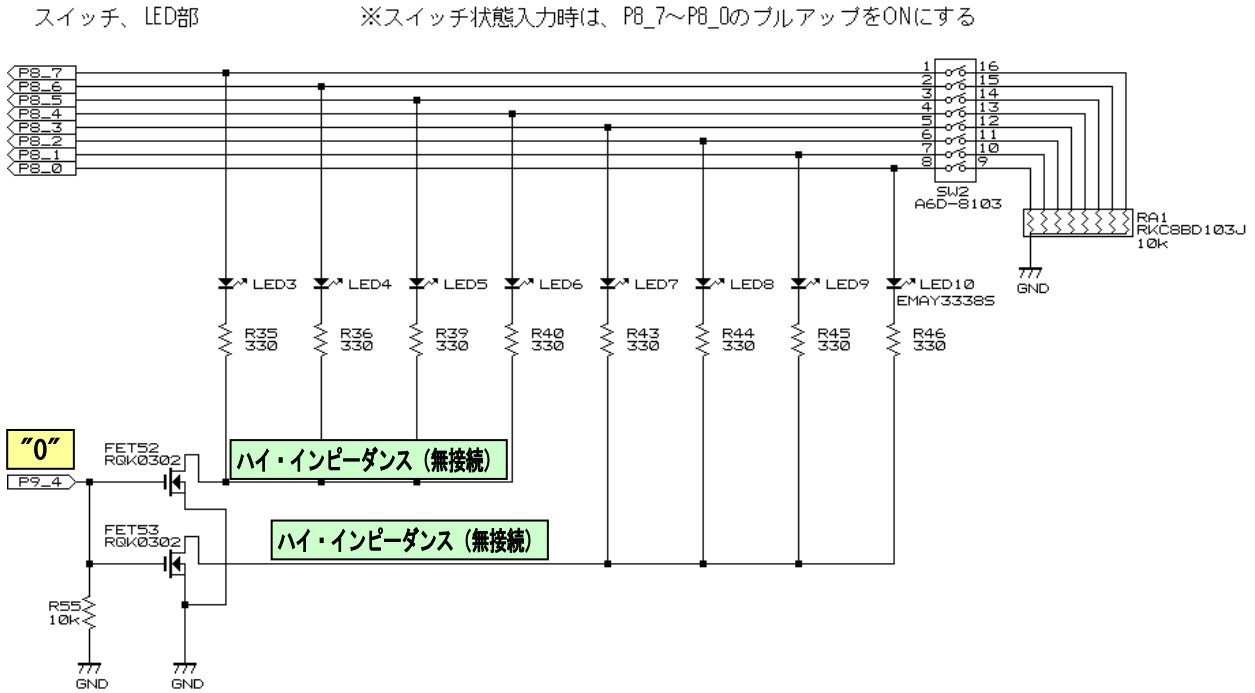 スイッチ、LED部
※スイッチ状態入力時は、P8_7～P8_0のプルアップをONにする
P8_7
P8_6
P8_5
P8_4
P8_3
P8_2
P8_1
P8_0
1 16
2 15
3 14
4 13
5 12
6 11
7 10
8 9
SW2
A6D-8103
RA1
RKC8BD103J
10k
GND
LED3
LED4
LED5
LED6
LED7
LED8
LED9
LED10
EMAY3338S
R35
330
R36
330
R39
330
R40
330
R43
330
R44
330
R45
330
R46
330
"0"
P9_4
FET52
RQK0302
ハイ・インピーダンス（無接続）
FET53
RQK0302
ハイ・インピーダンス（無接続）
R55
10k
GND
GND